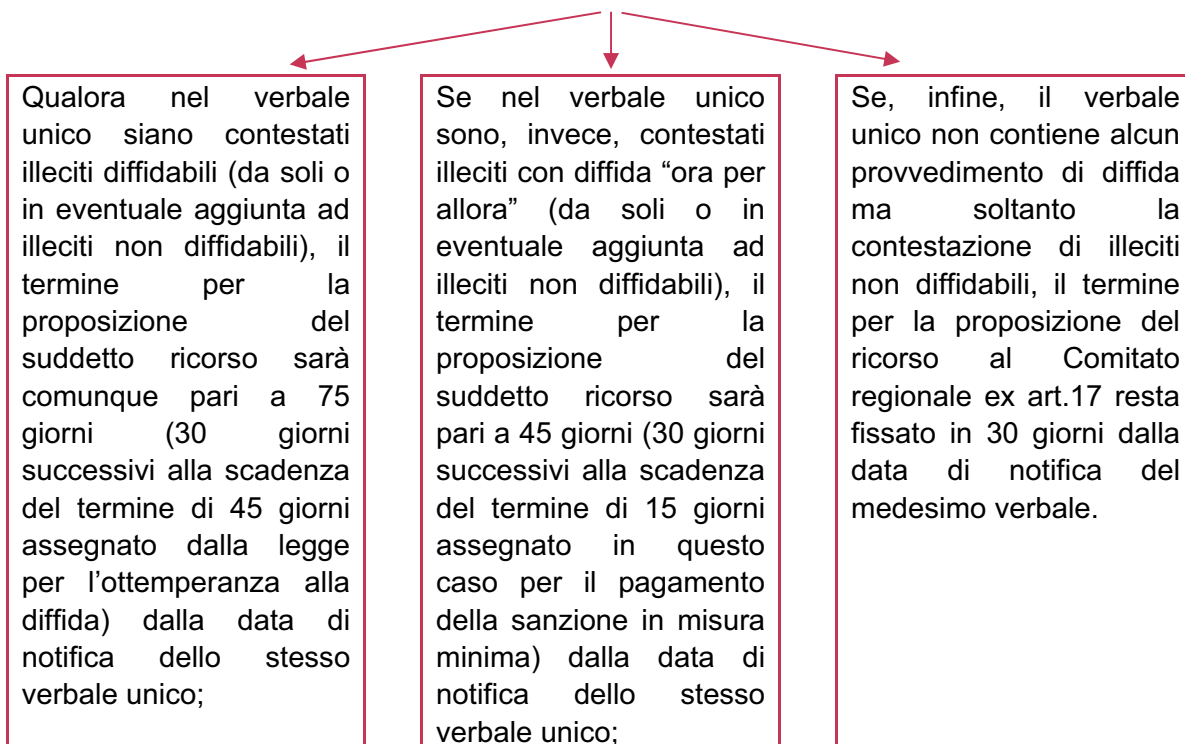 Qualora nel verbale
unico siano contestati
illeciti diffidabili (da soli o
in eventuale aggiunta ad
illeciti non diffidabili), il
termine per la
proposizione del
suddetto ricorso sarà
comunque pari a 75
giorni (30 giorni
successivi alla scadenza
del termine di 45 giorni
assegnato dalla legge
per l’ottemperanza alla
diffida) dalla data di
notifica dello stesso
verbale unico;
Se nel verbale unico
sono, invece, contestati
illeciti con diffida “ora per
allora” (da soli o in
eventuale aggiunta ad
illeciti non diffidabili), il
termine per la
proposizione del
suddetto ricorso sarà
pari a 45 giorni (30 giorni
successivi alla scadenza
del termine di 15 giorni
assegnato in questo
caso per il pagamento
della sanzione in misura
minima) dalla data di
notifica dello stesso
verbale unico;
Se, infine, il verbale
unico non contiene alcun
provvedimento di diffida
ma soltanto la
contestazione di illeciti
non diffidabili, il termine
per la proposizione del
ricorso al Comitato
regionale ex art.17 resta
fissato in 30 giorni dalla
data di notifica del
medesimo verbale.